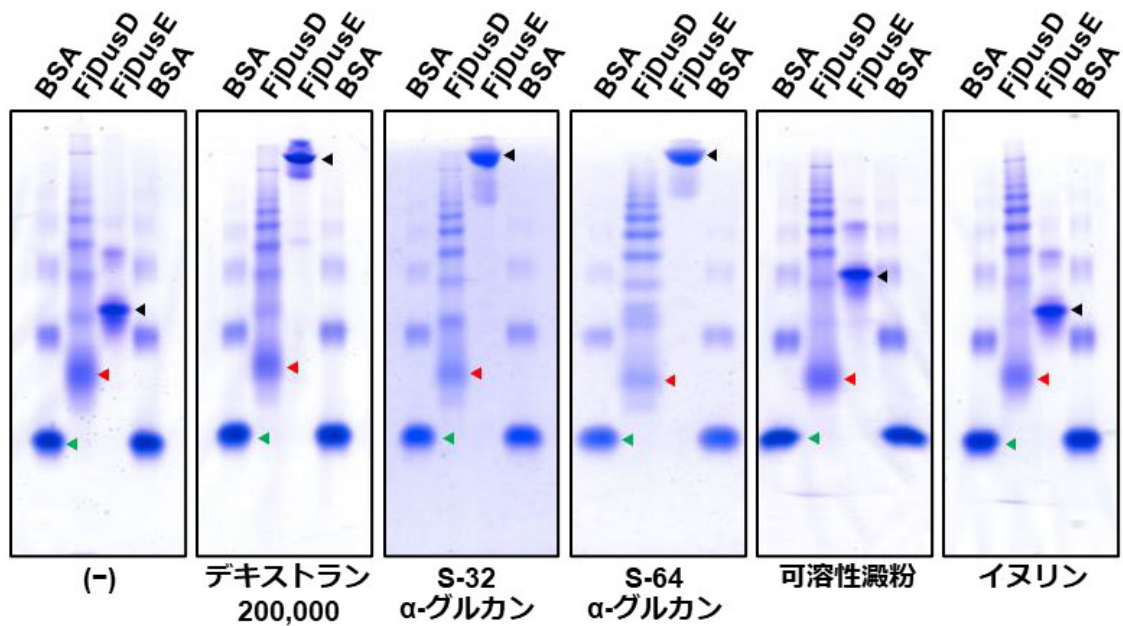 BSA FjDusD FjDusE BSA
BSA FjDusD FjDusE BSA
BSA FjDusD FjDusE BSA
BSA FjDusD FjDusE BSA
BSA FjDusD FjDusE BSA
BSA FjDusD FjDusE BSA
(−)
デキストラン
200,000
S-32
α-グルカン
S-64
α-グルカン
可溶性澱粉
イヌリン